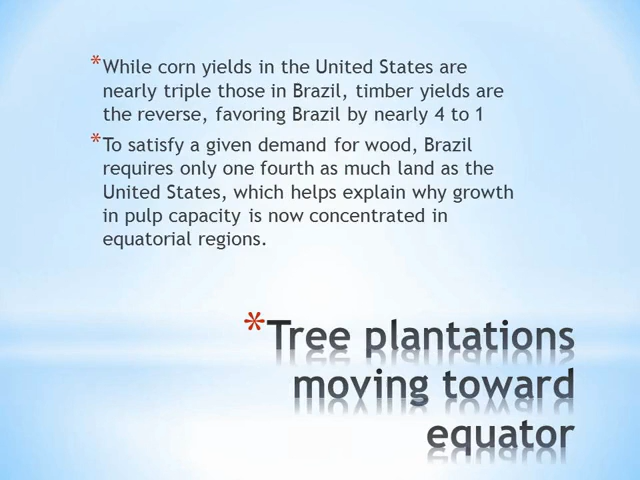 * While corn yields in the United States are
nearly triple those in Brazil, timber yields are
the reverse, favoring Brazil by nearly 4 to 1
* To satisfy a given demand for wood, Brazil
requires only one fourth as much land as the
United States, which helps explain why growth
in pulp capacity is now concentrated in
equatorial regions.
* Tree plantations
moving toward
equator